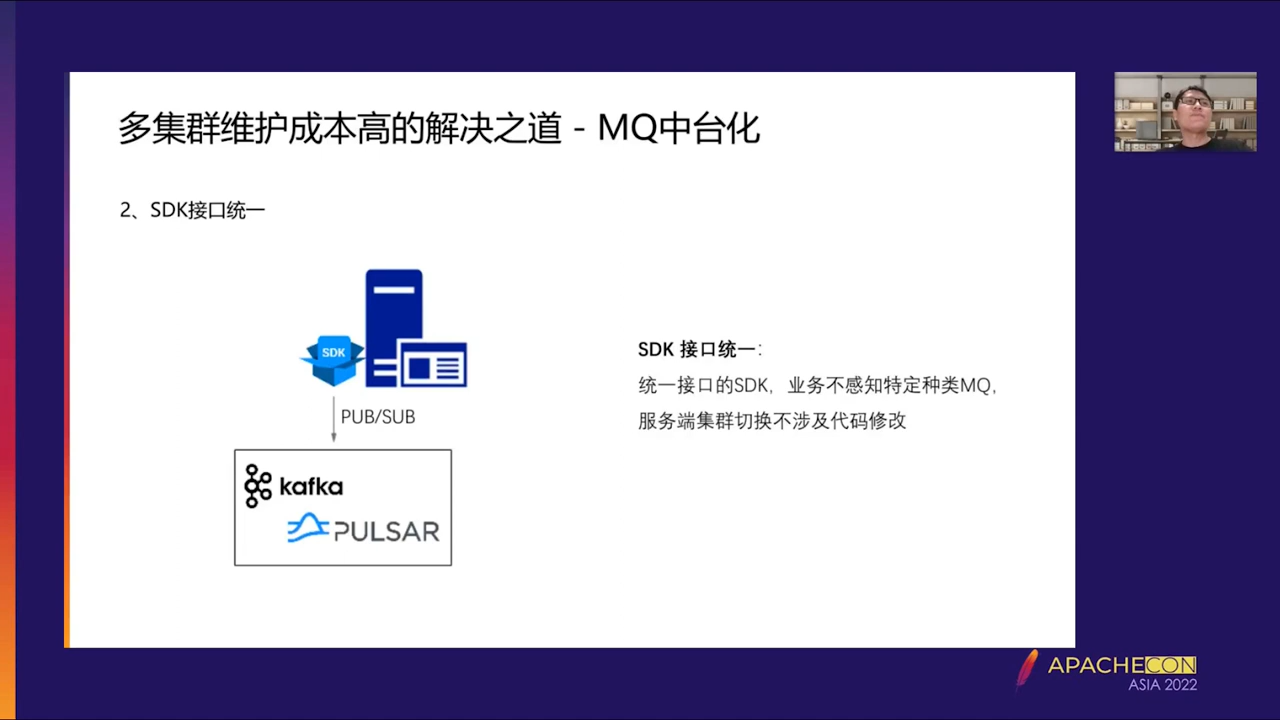 多集群维护成本高的解决之道 - MQ中台化
2、SDK接口统一
SDK
PUB/SUB
kafka
PULSAR
SDK 接口统一：
统一接口的SDK，业务不感知特定种类MQ，
服务端集群切换不涉及代码修改
APACHECON
ASIA 2022